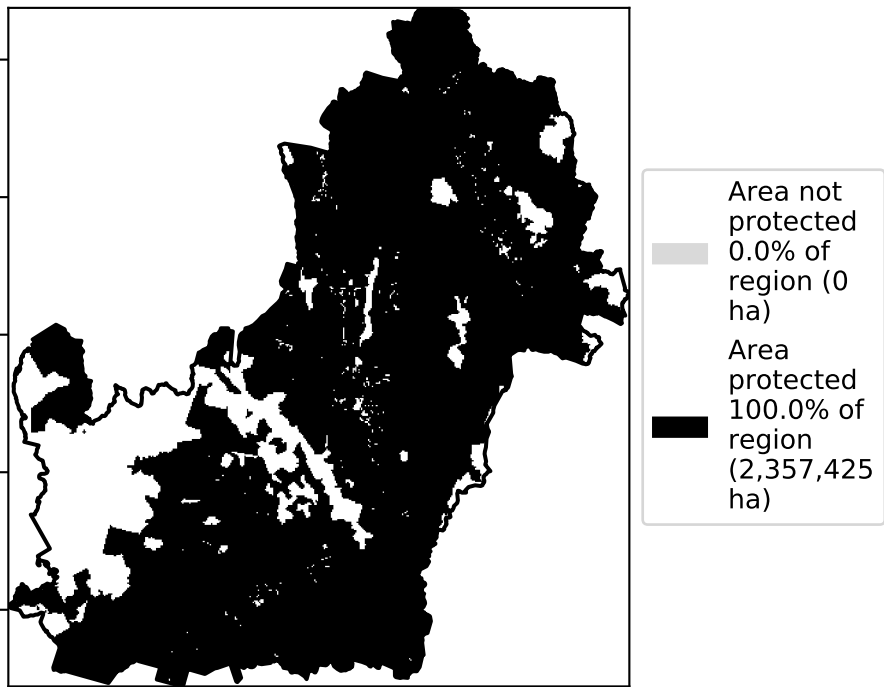 Area not
protected
0.0% of
region (0
ha)
Area
protected
100.0% of
region
(2,357,425
ha)